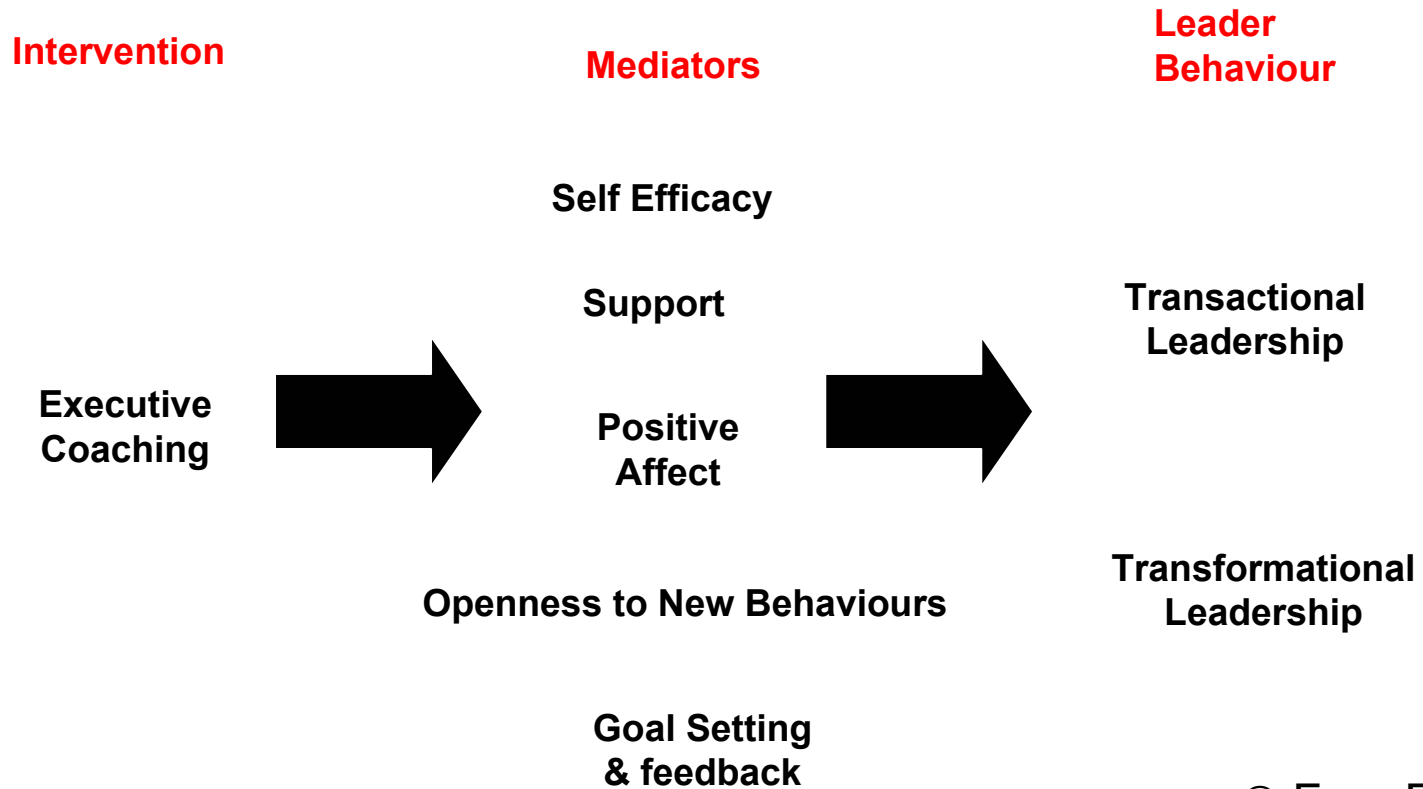 Intervention
Mediators
Leader
Behaviour
Self Efficacy
Support
Transactional
Leadership
Executive
Coaching
Positive
Affect
Openness to New Behaviours
Transformational
Leadership
Goal Setting
& feedback